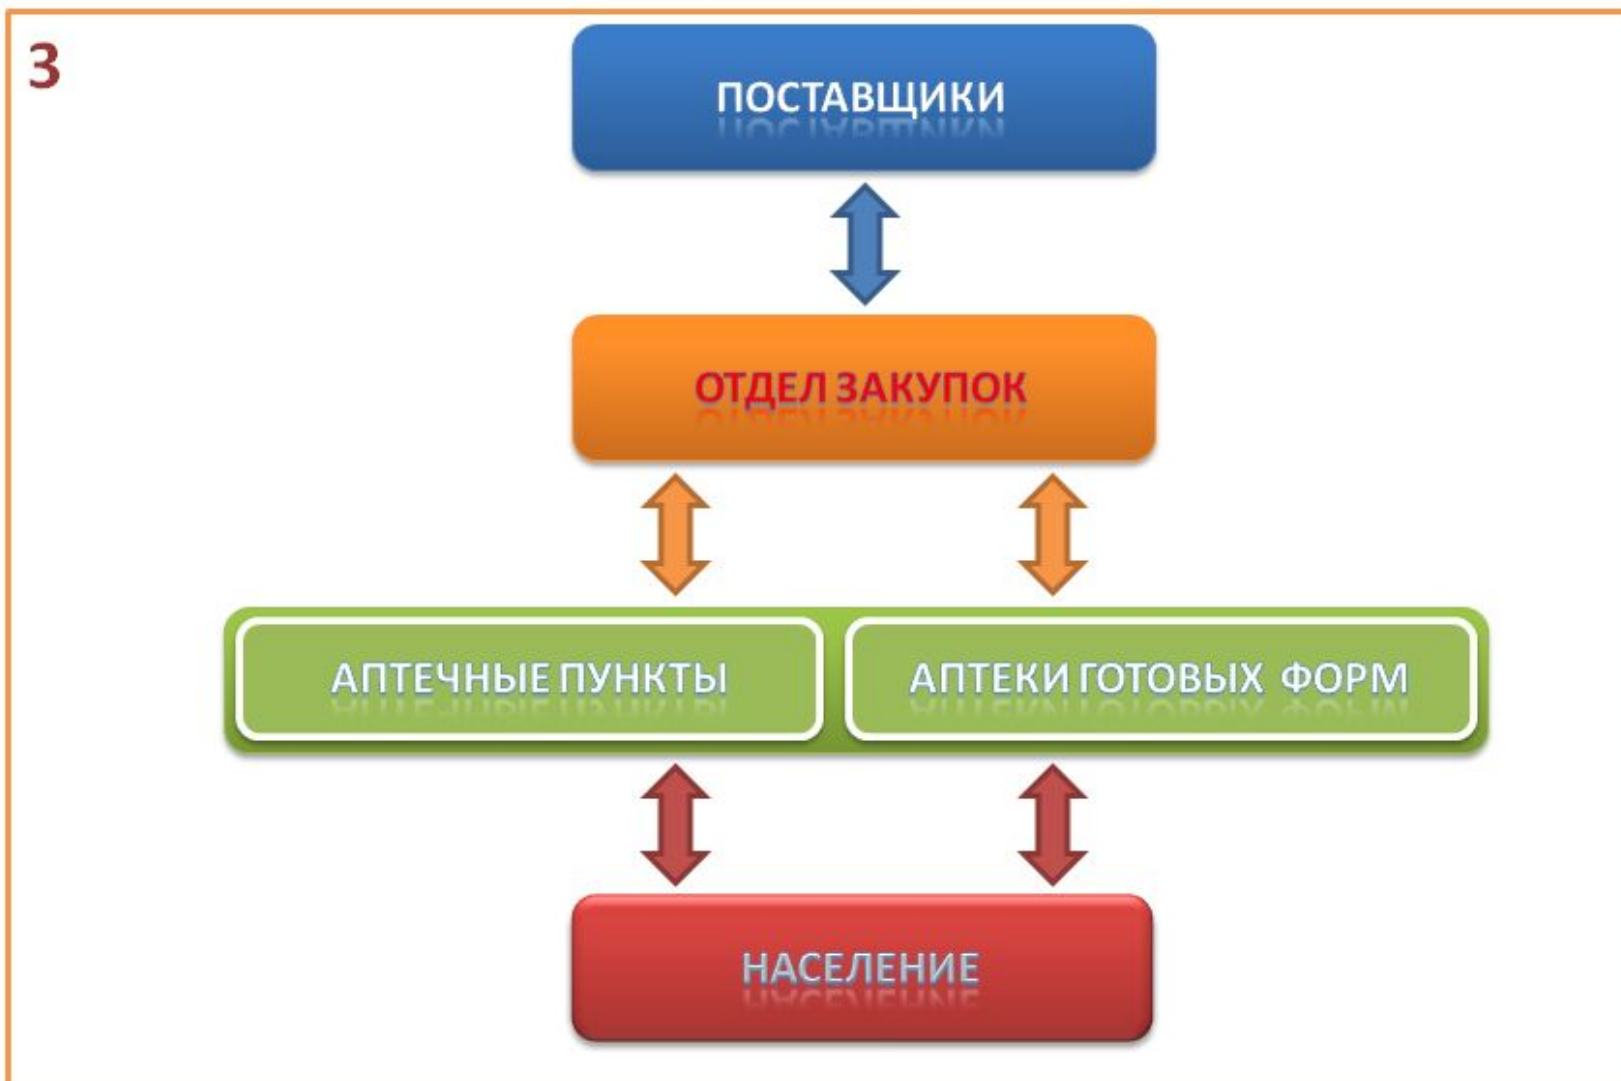 3
ПОСТАВЩИКИ
ОТДЕЛ ЗАКУПОК
АПТЕЧНЫЕ ПУНКТЫ
АПТЕКИ ГОТОВЫХ ФОРМ
НАСЕЛЕНИЕ